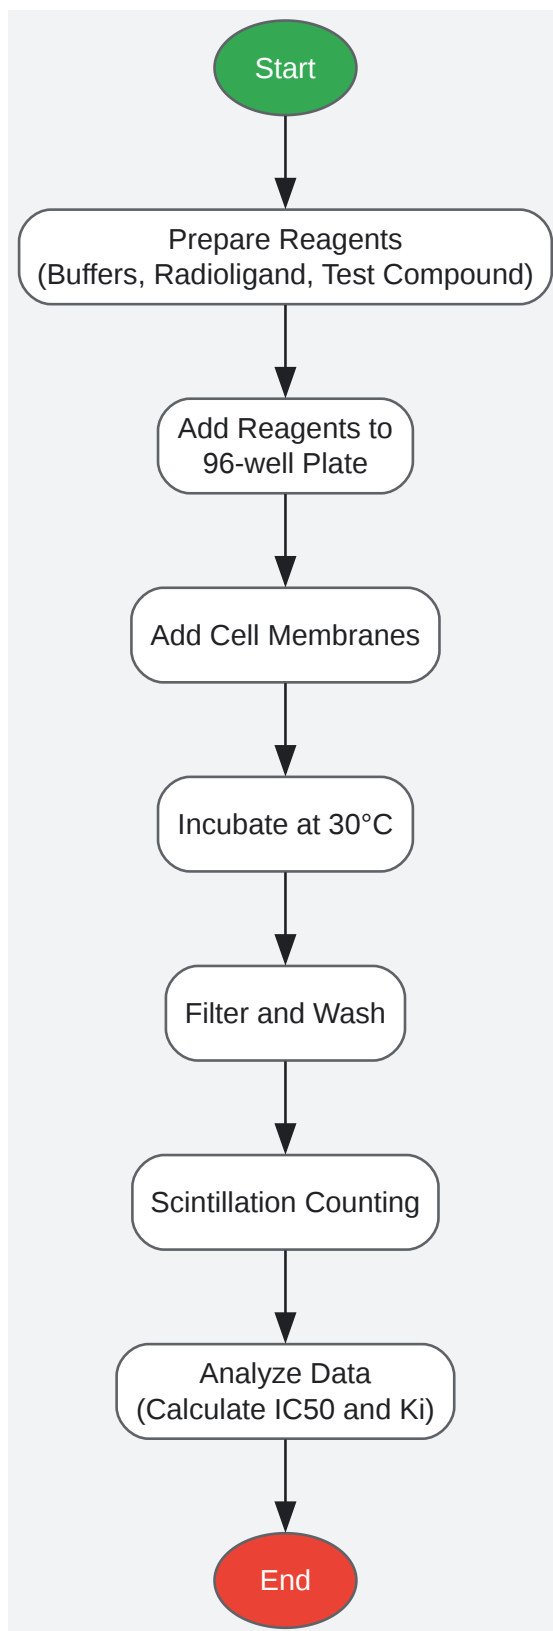 Start
Prepare Reagents
(Buffers, Radioligand, Test Compound)
Add Reagents to
96-well Plate
Add Cell Membranes
Incubate at 30°C
Filter and Wash
Scintillation Counting
Analyze Data
(Calculate IC50 and Ki)
End